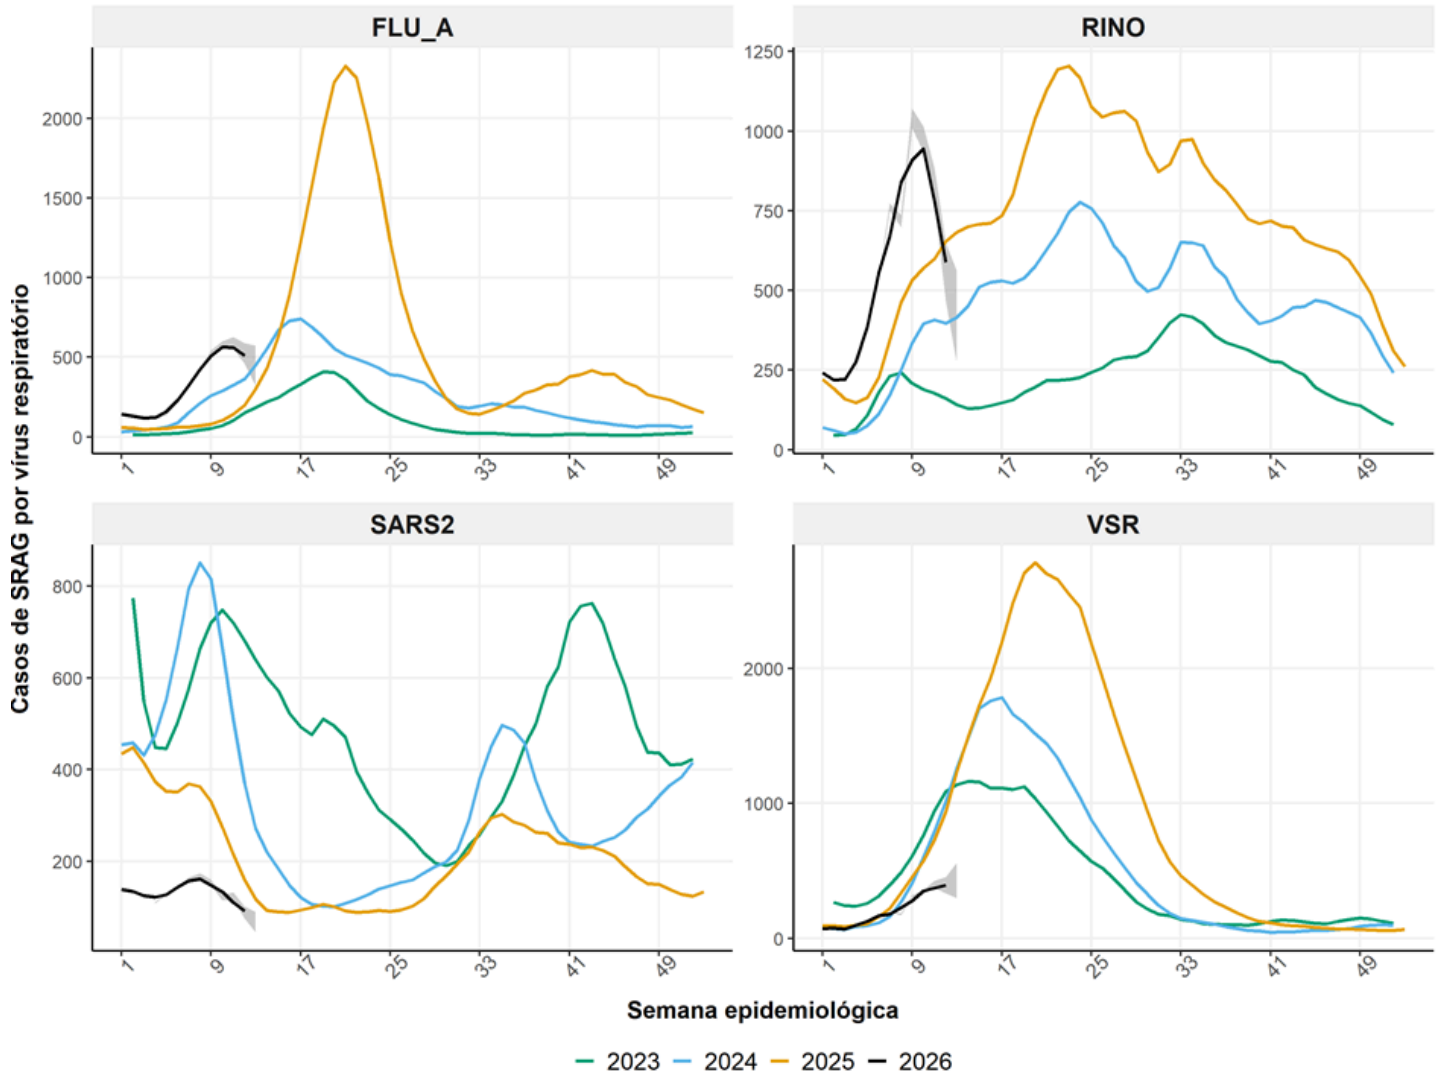 FLU_A
RINO
2000
1500
1000
500
0
1 9 17 25 33 41 49
1250
1000
750
500
250
0
1 9 17 25 33 41 49
Casos de SRAG por vírus respiratório
SARS2
VSR
800
600
400
200
1 9 17 25 33 41 49
2000
1000
0
1 9 17 25 33 41 49
Semana epidemiológica
2023 2024 2025 2026